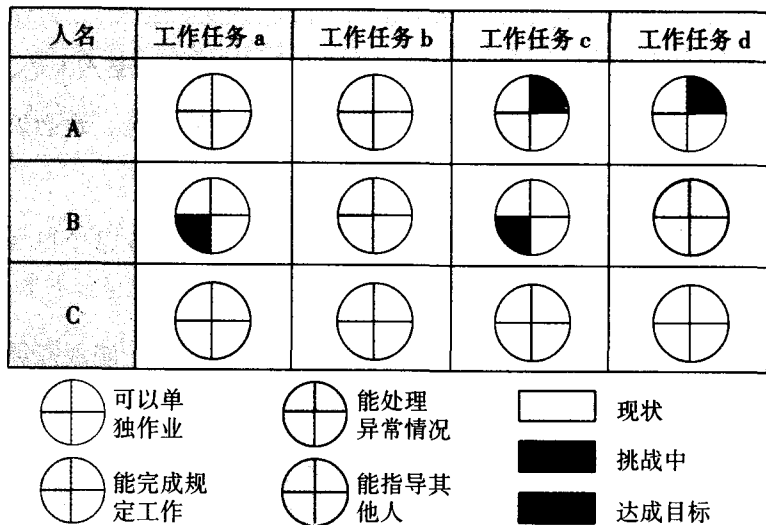 人名 工作任务 a 工作任务 b 工作任务 c 工作任务 d
A
B
C
可以单
独作业
能处理
异常情况
现状
挑战中
能完成规
定工作
能指导其
他人
达成目标